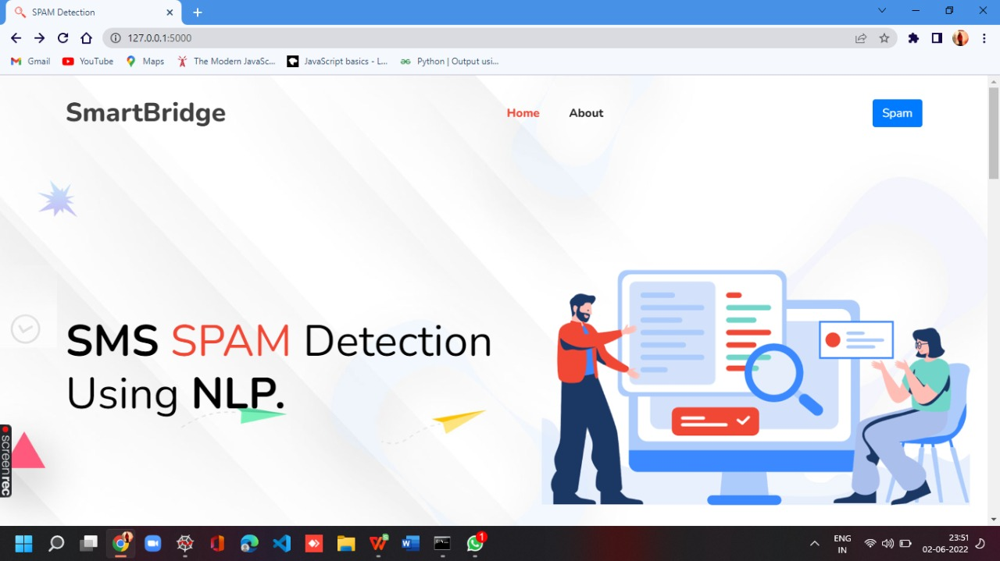 SPAM Detection
127.0.0.1:5000
Gmail
YouTube
Maps
The Modern JavaSc...
JavaScript basics - L...
Python | Output usi...
SmartBridge
Home
About
Spam
SMS SPAM Detection
Using NLP.
screenrec
1
ENG
IN
23:51
02-06-2022